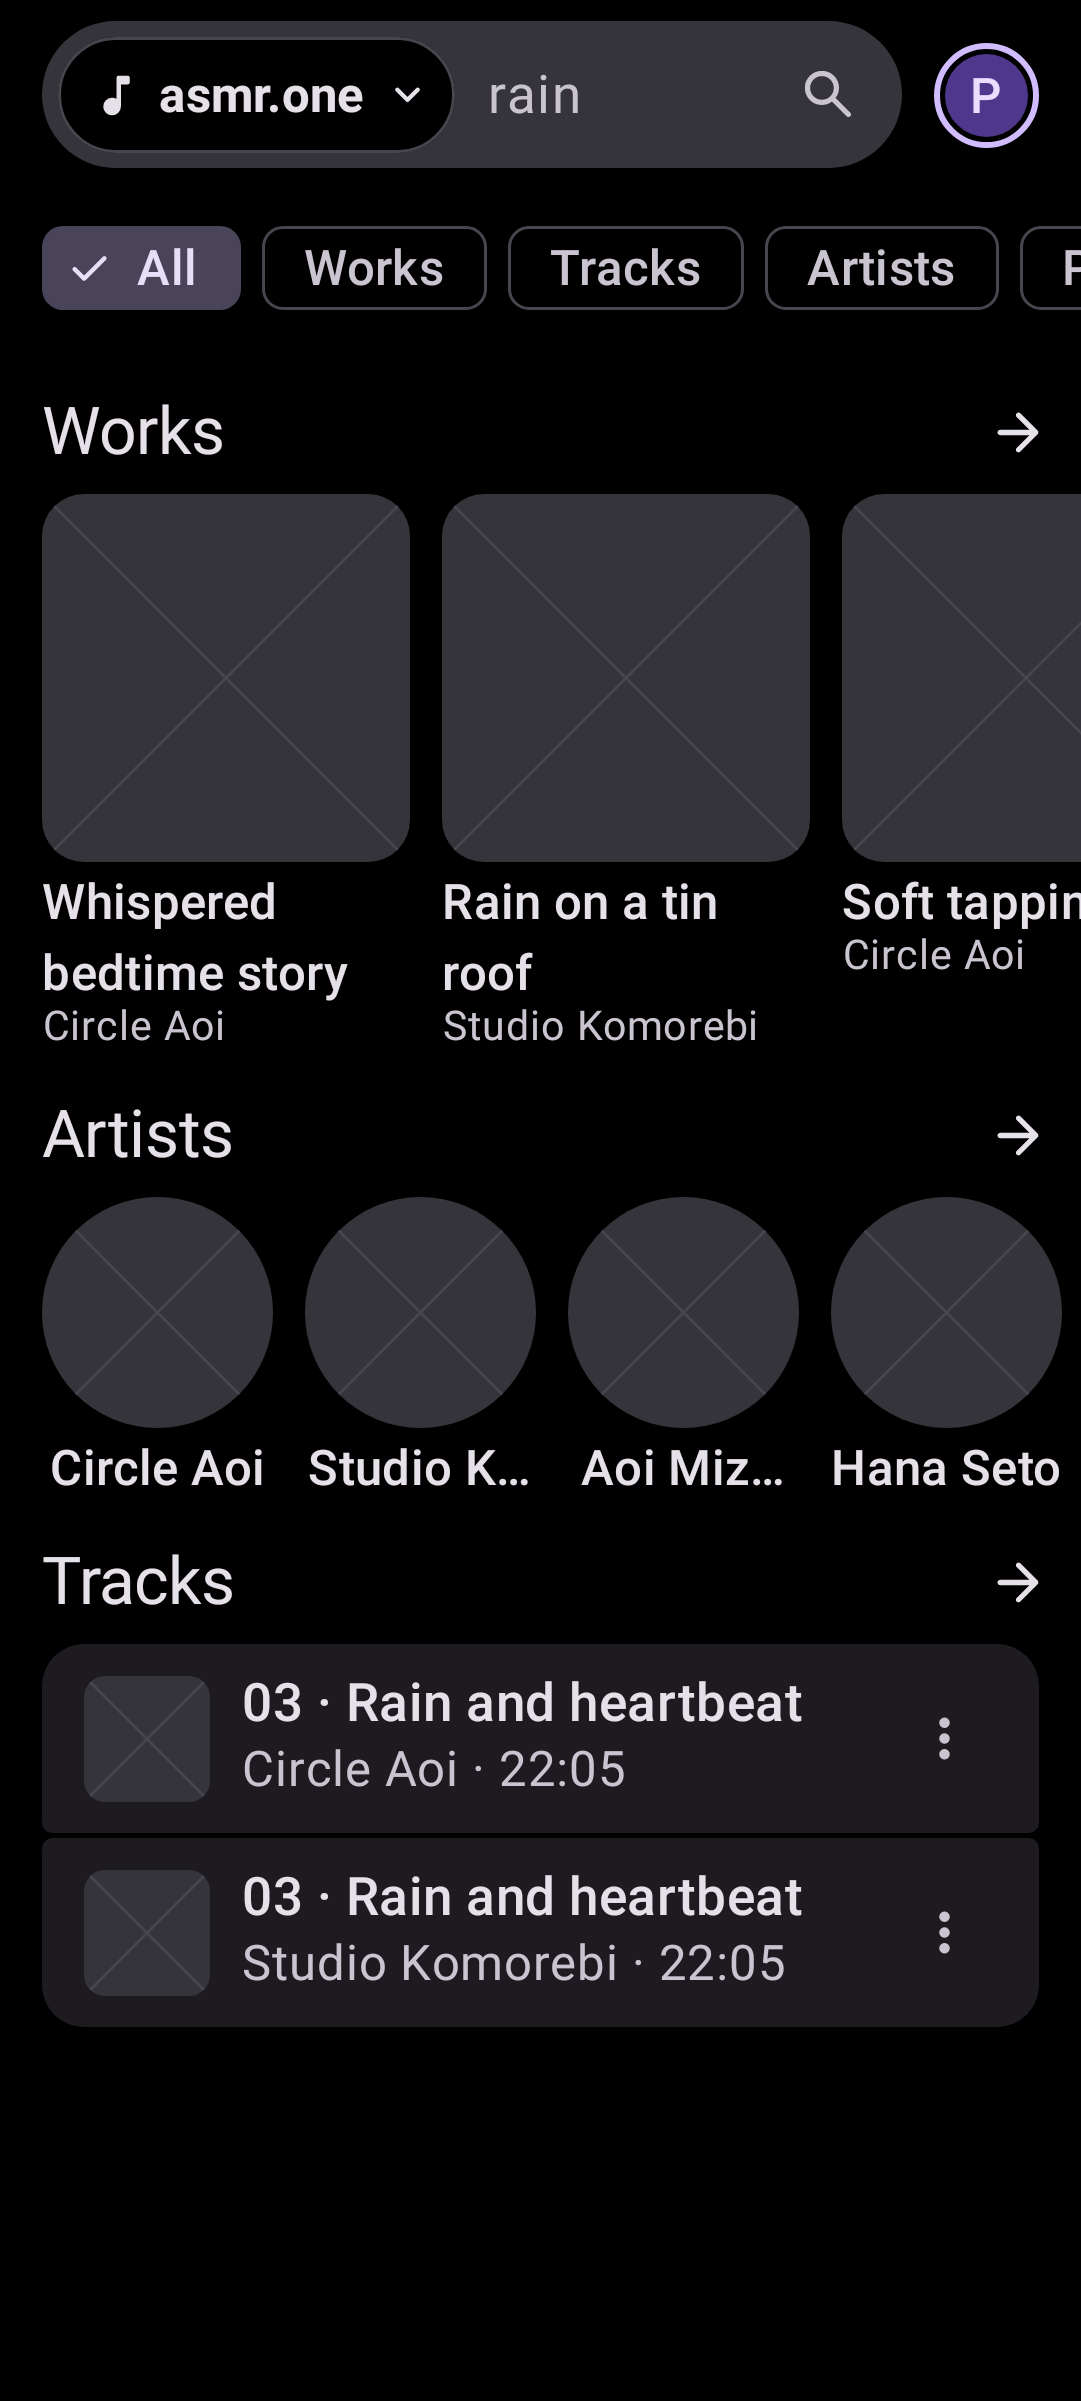 asmr.one
rain
P
All
Works
Tracks
Artists
Works
Whispered
bedtime story
Circle Aoi
Rain on a tin
roof
Studio Komorebi
Soft tappin
Circle Aoi
Artists
Circle Aoi
Studio K...
Aoi Miz...
Hana Seto
Tracks
03 · Rain and heartbeat
Circle Aoi · 22:05
03 · Rain and heartbeat
Studio Komorebi · 22:05